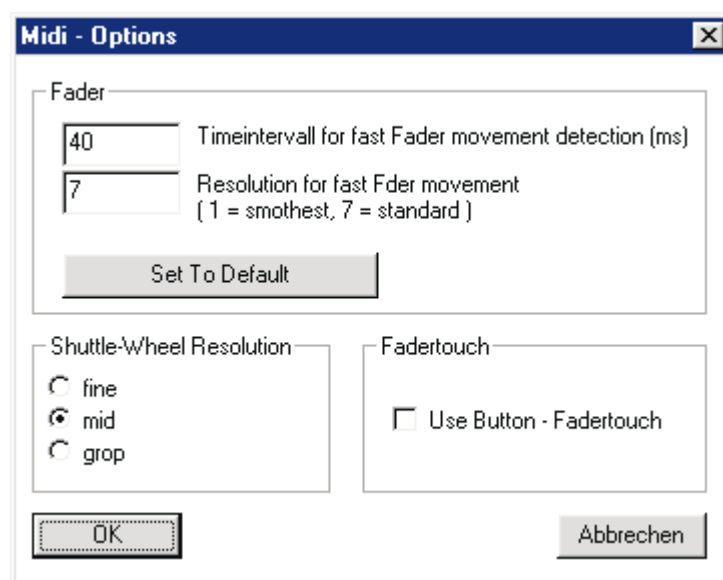 Midi - Options
Fader
40
Timeintervall for fast Fader movement detection (ms)
7
Resolution for fast Fder movement
( 1 = smothest, 7 = standard )
Set To Default
Shuttle-Wheel Resolution
fine
mid
grop
Fadertouch
Use Button - Fadertouch
OK
Abbrechen